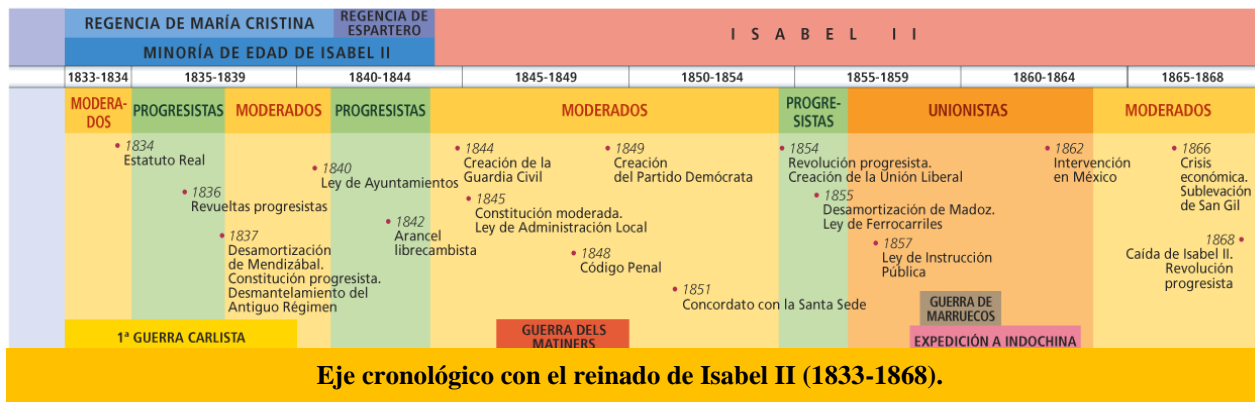 REGENCIA DE MARÍA CRISTINA
REGENCIA DE
ESPARTERO
MINORÍA DE EDAD DE ISABEL II
ISABEL II
1833-1834
1835-1839
1840-1844
1845-1849
1850-1854
1855-1859
1860-1864
1865-1868
MODERA-
DOS
PROGRESISTAS
MODERADOS
PROGRESISTAS
MODERADOS
PROGRE-
SISTAS
UNIONISTAS
MODERADOS
1834
Estatuto Real
1836
Revueltas progresistas
1837
Desamortización
de Mendizábal.
Constitución progresista.
Desmantelamiento del
Antiguo Régimen
1840
Ley de Ayuntamientos
1842
Arancel
librecambista
1844
Creación de la
Guardia Civil
1845
Constitución moderada.
Ley de Administración Local
1848
Código Penal
1849
Creación
del Partido Demócrata
1851
Concordato con la Santa Sede
1854
Revolución progresista.
Creación de la Unión Liberal
1855
Desamortización de Madoz.
Ley de Ferrocarriles
1857
Ley de Instrucción
Pública
1862
Intervención
en México
1866
Crisis
económica.
Sublevación
de San Gil
1868
Caída de Isabel II.
Revolución
progresista
1ª GUERRA CARLISTA
GUERRA DELS
MATINERS
GUERRA DE
MARRUECOS
EXPEDICIÓN A INDOCHINA
Eje cronológico con el reinado de Isabel II (1833-1868).